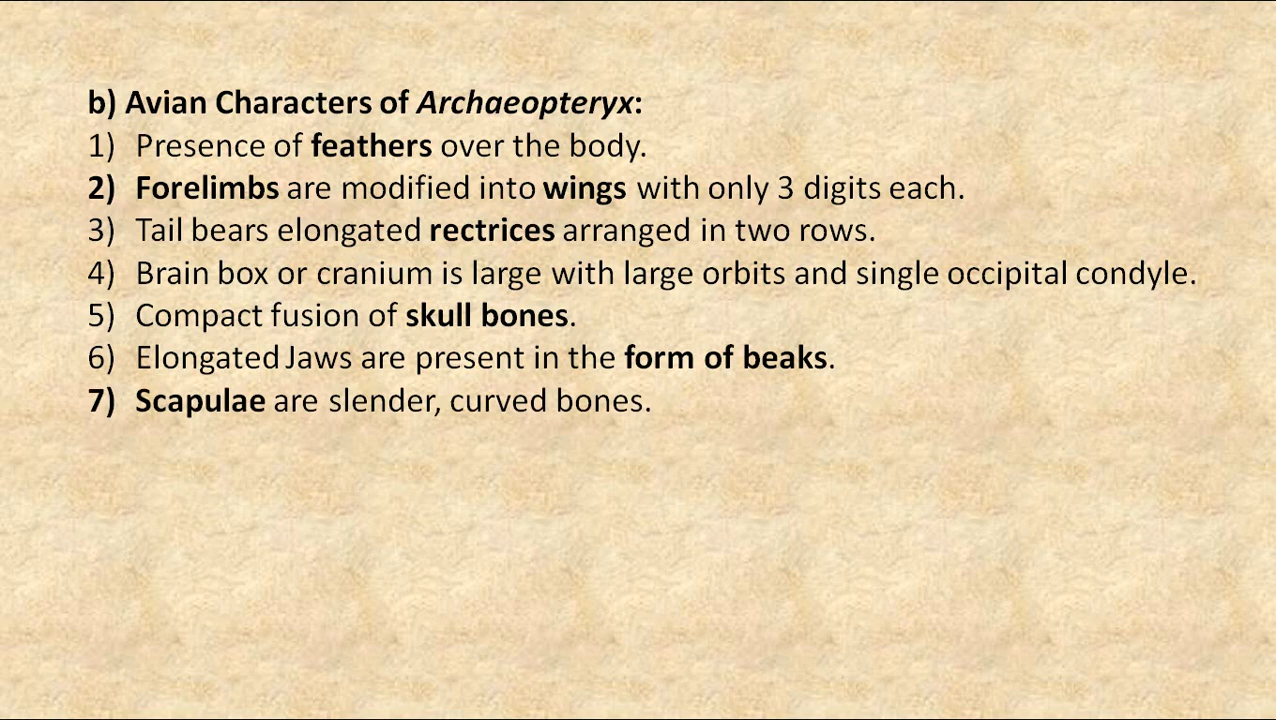 b) Avian Characters of Archaeopteryx:
1) Presence of feathers over the body.
2) Forelimbs are modified into wings with only 3 digits each.
3) Tail bears elongated rectrices arranged in two rows.
4) Brain box or cranium is large with large orbits and single occipital condyle.
5) Compact fusion of skull bones.
6) Elongated Jaws are present in the form of beaks.
7) Scapulae are slender, curved bones.